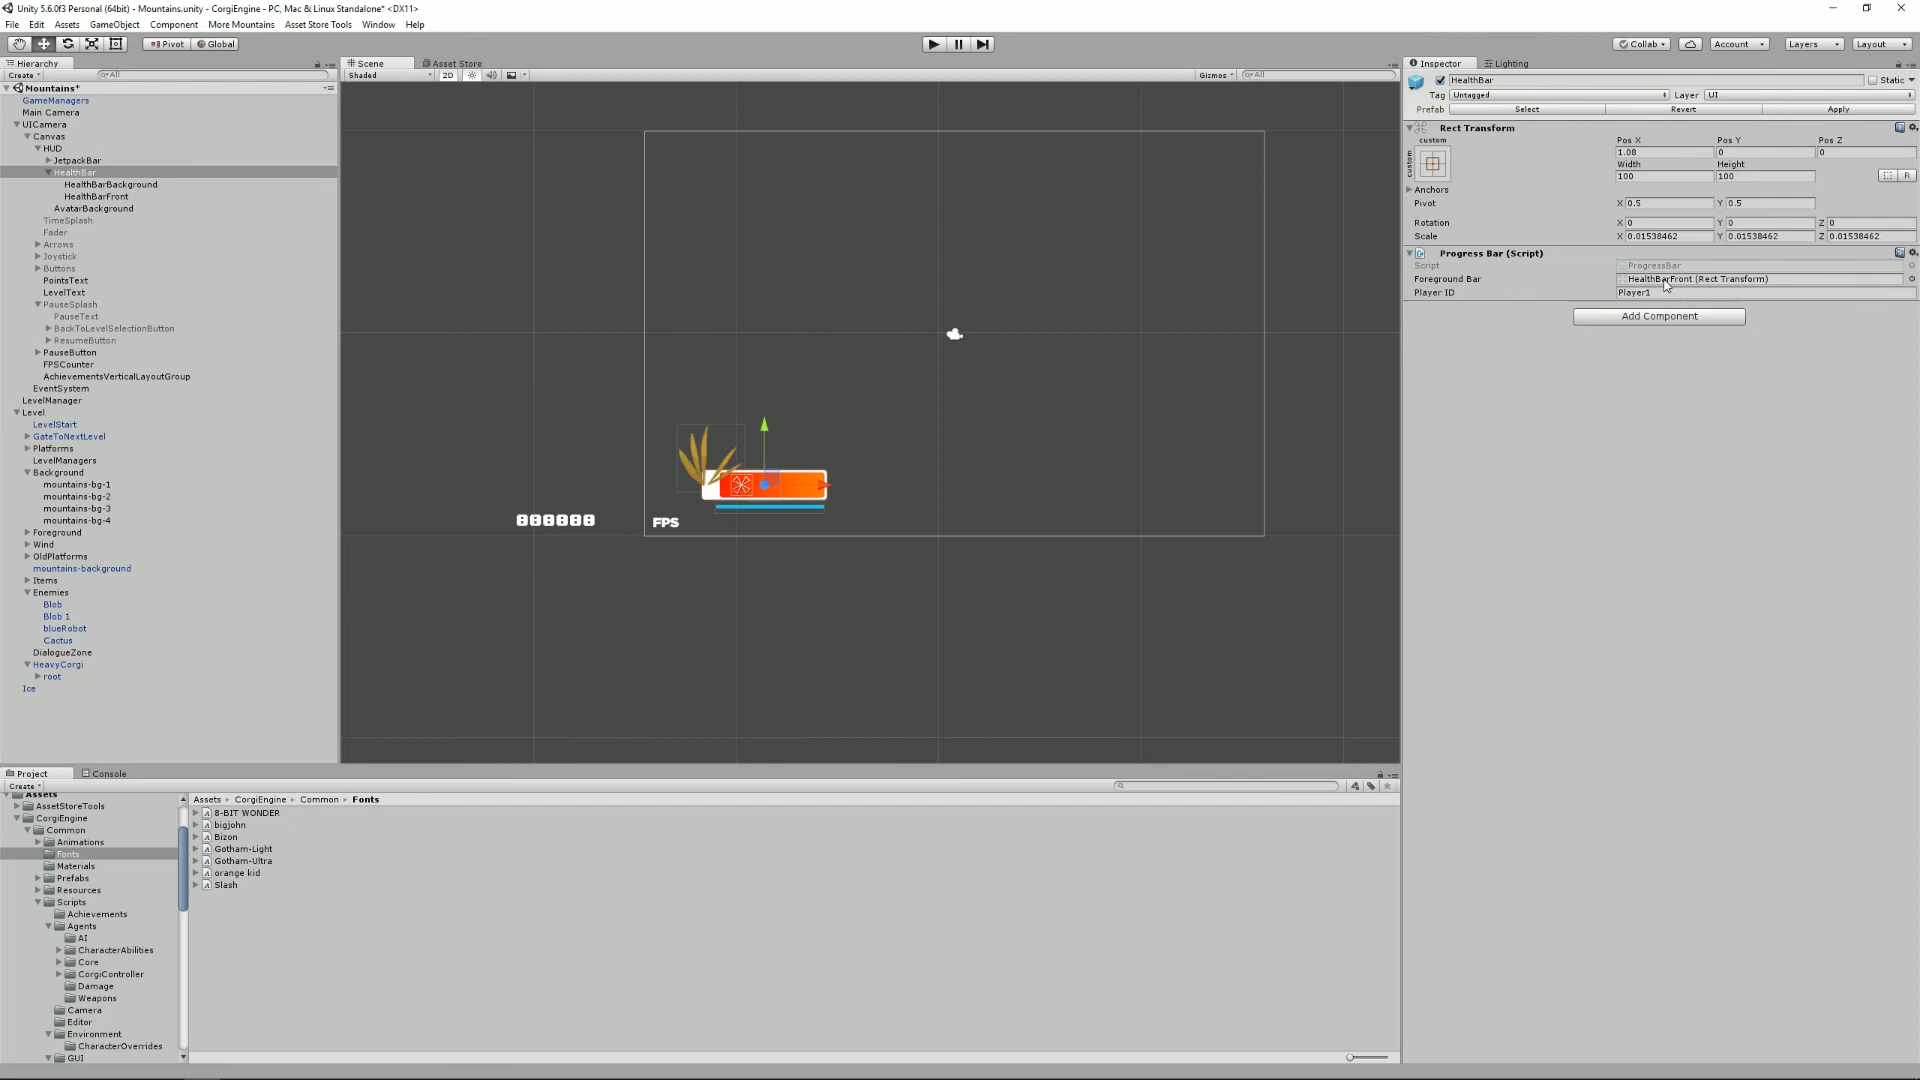 Unity 5.6.0f3 Personal (64bit) - Mountains.unity - CorgiEngine - PC, Mac & Linux Standalone* <DX11>
File Edit Assets GameObject Component More Mountains Asset Store Tools Window Help
Pivot Global Collab Account Layers Layout
Hierarchy
Create All
Mountains*
GameManagers
Main Camera
UICamera
Canvas
HUD
JetpackBar
HealthBar
HealthBarBackground
HealthBarFront
AvatarBackground
TimeSplash
Fader
Arrows
Joystick
Buttons
PointsText
LevelText
PauseSplash
PauseText
BackToLevelSelectionButton
ResumeButton
PauseButton
FPSCounter
AchievementsVerticalLayoutGroup
EventSystem
LevelManager
Level
LevelStart
GateToNextLevel
Platforms
LevelManagers
Background
mountains-bg-1
mountains-bg-2
mountains-bg-3
mountains-bg-4
Foreground
Wind
OldPlatforms
mountains-background
Items
Enemies
Blob
Blob 1
blueRobot
Cactus
DialogueZone
HeavyCorgi
root
Ice
Scene Asset Store
Shaded 2D Gizmos All
000000
FPS
Inspector Lighting
HealthBar Static
Tag Untagged Layer UI
Prefab Select Revert Apply
Rect Transform
custom
custom
Pos X Pos Y Pos Z
1.08 0 0
Width Height
100 100 R
Anchors
Pivot X 0.5 Y 0.5
Rotation X 0 Y 0 Z 0
Scale X 0.01538462 Y 0.01538462 Z 0.01538462
Progress Bar (Script)
Script ProgressBar
Foreground Bar HealthBarFront (Rect Transform)
Player ID Player1
Add Component
Project Console
Create
Assets
AssetStoreTools
CorgiEngine
Common
Animations
Fonts
Materials
Prefabs
Resources
Scripts
Achievements
Agents
AI
CharacterAbilities
Core
CorgiController
Damage
Weapons
Camera
Editor
Environment
CharacterOverrides
GUI
Assets CorgiEngine Common Fonts
8-BIT WONDER
bigjohn
Bizon
Gotham-Light
Gotham-Ultra
orange kid
Slash